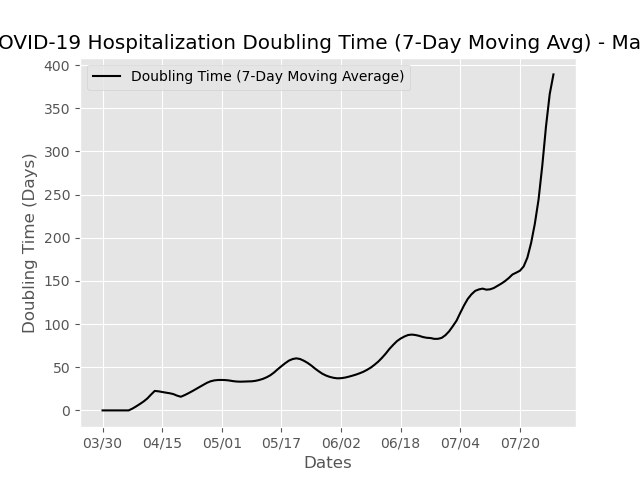 OVID-19 Hospitalization Doubling Time (7-Day Moving Avg) - Ma
Doubling Time (7-Day Moving Average)
400
350
300
250
200
150
100
50
0
Doubling Time (Days)
03/30 04/15 05/01 05/17 06/02 06/18 07/04 07/20
Dates